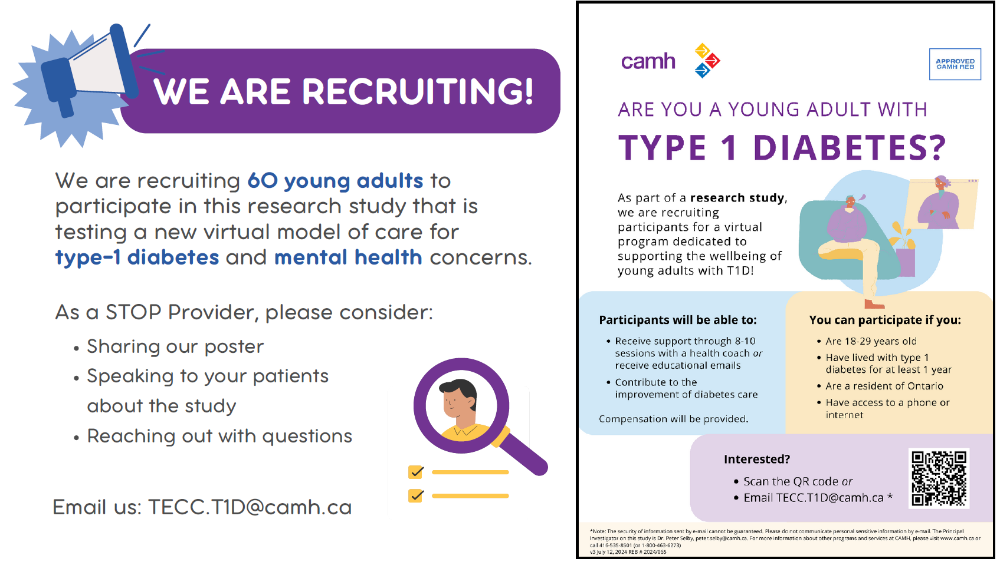 WE ARE RECRUITING!
We are recruiting 60 young adults to
participate in this research study that is
testing a new virtual model of care for
type-1 diabetes and mental health concerns.
As a STOP Provider, please consider:
• Sharing our poster
• Speaking to your patients
about the study
• Reaching out with questions
Email us: TECC.T1D@camh.ca
camh
APPROVED
CAMH REB
ARE YOU A YOUNG ADULT WITH
TYPE 1 DIABETES?
As part of a research study,
we are recruiting
participants for a virtual
program dedicated to
supporting the wellbeing of
young adults with T1D!
Participants will be able to:
• Receive support through 8-10
sessions with a health coach or
receive educational emails
• Contribute to the
improvement of diabetes care
Compensation will be provided.
You can participate if you:
• Are 18-29 years old
• Have lived with type 1
diabetes for at least 1 year
• Are a resident of Ontario
• Have access to a phone or
internet
Interested?
• Scan the QR code or
• Email TECC.T1D@camh.ca *
*Note: The security of information sent by e-mail cannot be guaranteed. Please do not communicate personal sensitive information by e-mail. The Principal
Investigator on this study is Dr. Peter Selby, peter.selby@camh.ca. For more information about other programs and services at CAMH, please visit www.camh.ca or
call 416-535-8501 (or 1-800-463-6273)
v3 July 12, 2024 REB # 2024/065